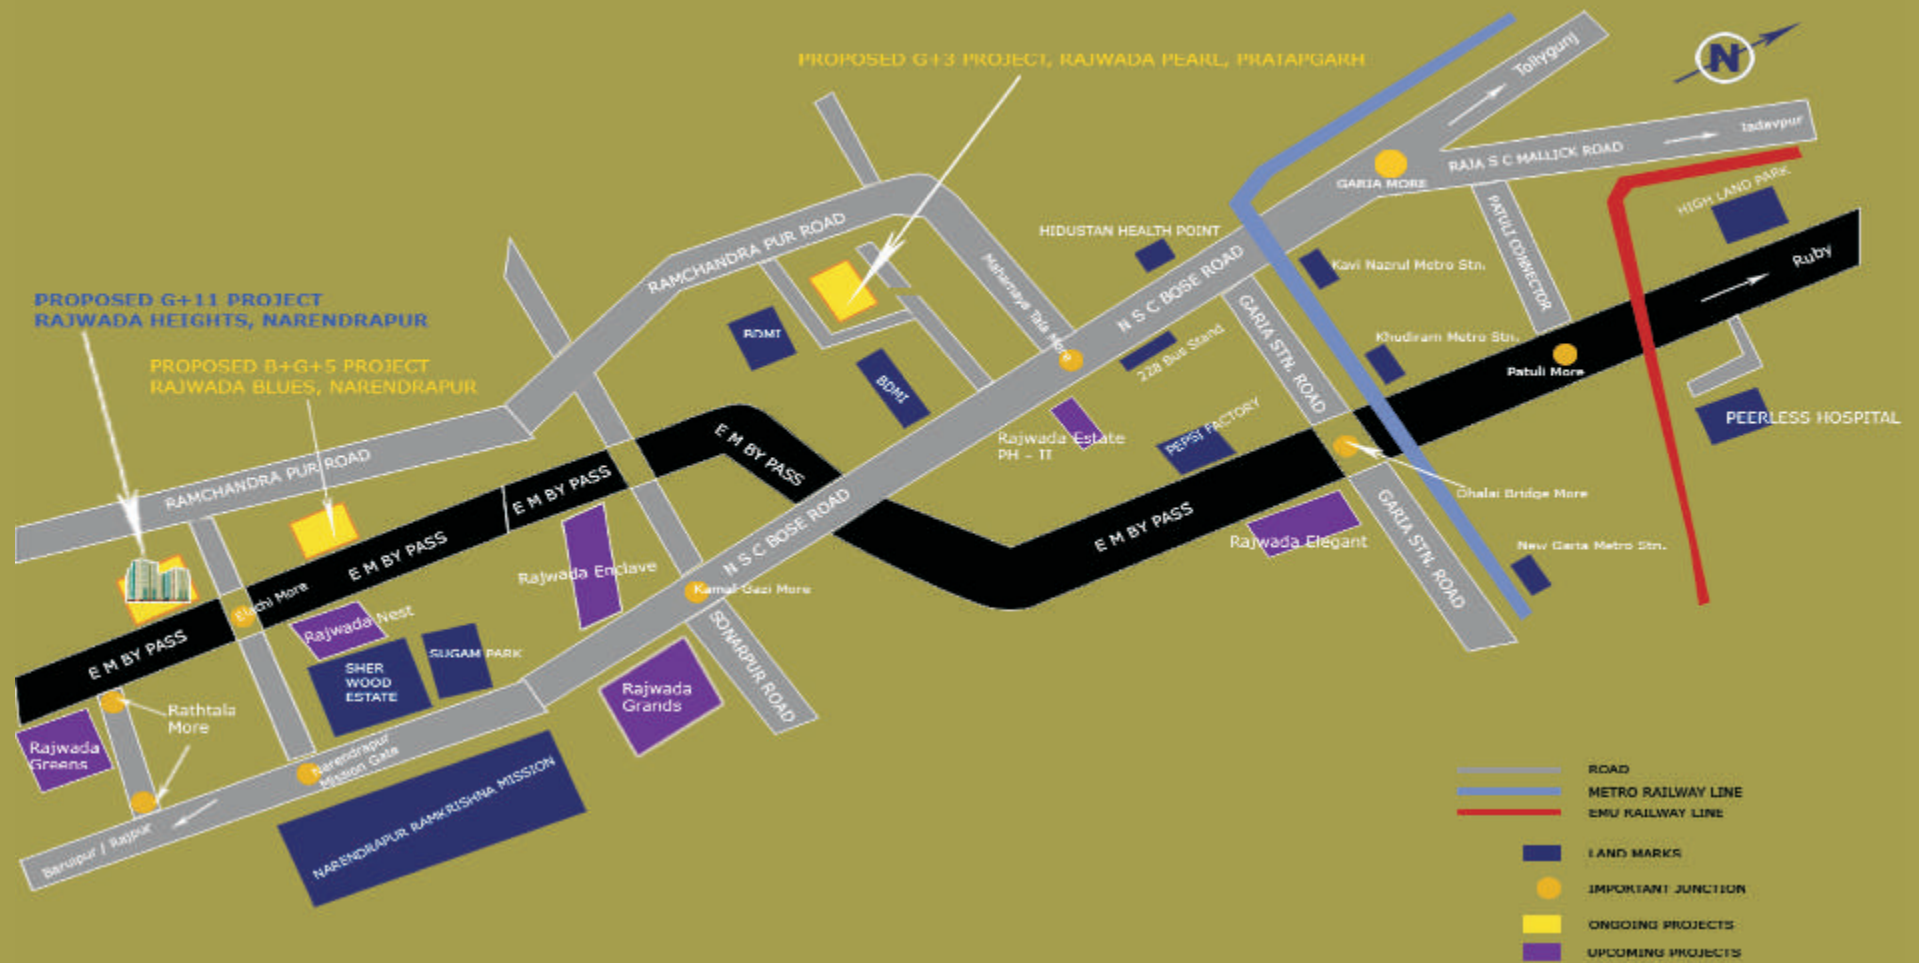 PROPOSED G+3 PROJECT, RAJWADA PEARL, PRATAPGARH
N
Tollygunj
Jadavpur
RAJA S C MALLICK ROAD
GARIA MORE
HIGH LAND PARK
PATULI CONNECTOR
RAMCHANDRA PUR ROAD
HIDUSTAN HEALTH POINT
Mahamaya Tala More
N S C BOSE ROAD
Kavi Nazrul Metro Stn.
Ruby
PROPOSED G+11 PROJECT
RAJWADA HEIGHTS, NARENDRAPUR
PROPOSED B+G+5 PROJECT
RAJWADA BLUES, NARENDRAPUR
BDMI
BDMI
228 Bus Stand
GARIA STN. ROAD
Khudiram Metro Stn.
Patuli More
PEERLESS HOSPITAL
Rajwada Estate
PH - II
PEPSI FACTORY
E M BY PASS
RAMCHANDRA PUR ROAD
E M BY PASS
E M BY PASS
N S C BOSE ROAD
E M BY PASS
Dhalai Bridge More
GARIA STN. ROAD
Rajwada Elegant
New Garia Metro Stn.
Rajwada Enclave
Kamal Gazi More
Elachi More
E M BY PASS
Rajwada Nest
SUGAM PARK
SHER
WOOD
ESTATE
SONARPUR ROAD
Rajwada
Grands
Rathtala
More
Rajwada
Greens
Narendrapur
Mission Gate
NARENDRAPUR RAMKRISHNA MISSION
Baruipur / Rajpur
ROAD
METRO RAILWAY LINE
EMU RAILWAY LINE
LAND MARKS
IMPORTANT JUNCTION
ONGOING PROJECTS
UPCOMING PROJECTS